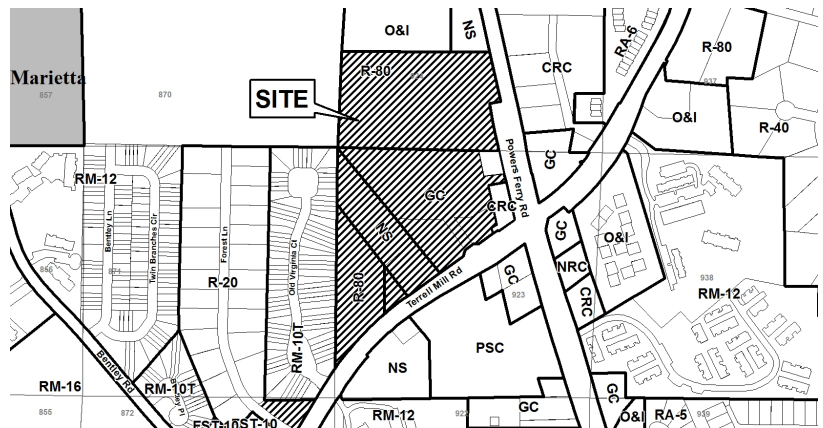 O&I
NS
RA-6
R-80
R-80
937
CRC
Marietta
857
870
SITE
O&I
R-40
GC
RM-12
GC
CRC
Powers Ferry Rd
Bentley Ln
Twin Branches Cir
Forest Ln
Old Virginia Ct
NS
GC
O&I
856
871
R-20
R-80
Terrell Mill Rd
GC
NRC
938
923
CRC
RM-12
RM-10T
NS
PSC
Bentley Rd
RM-16
RM-10T
GC
855
872
RM-12
GC
O&I
RA-5
939